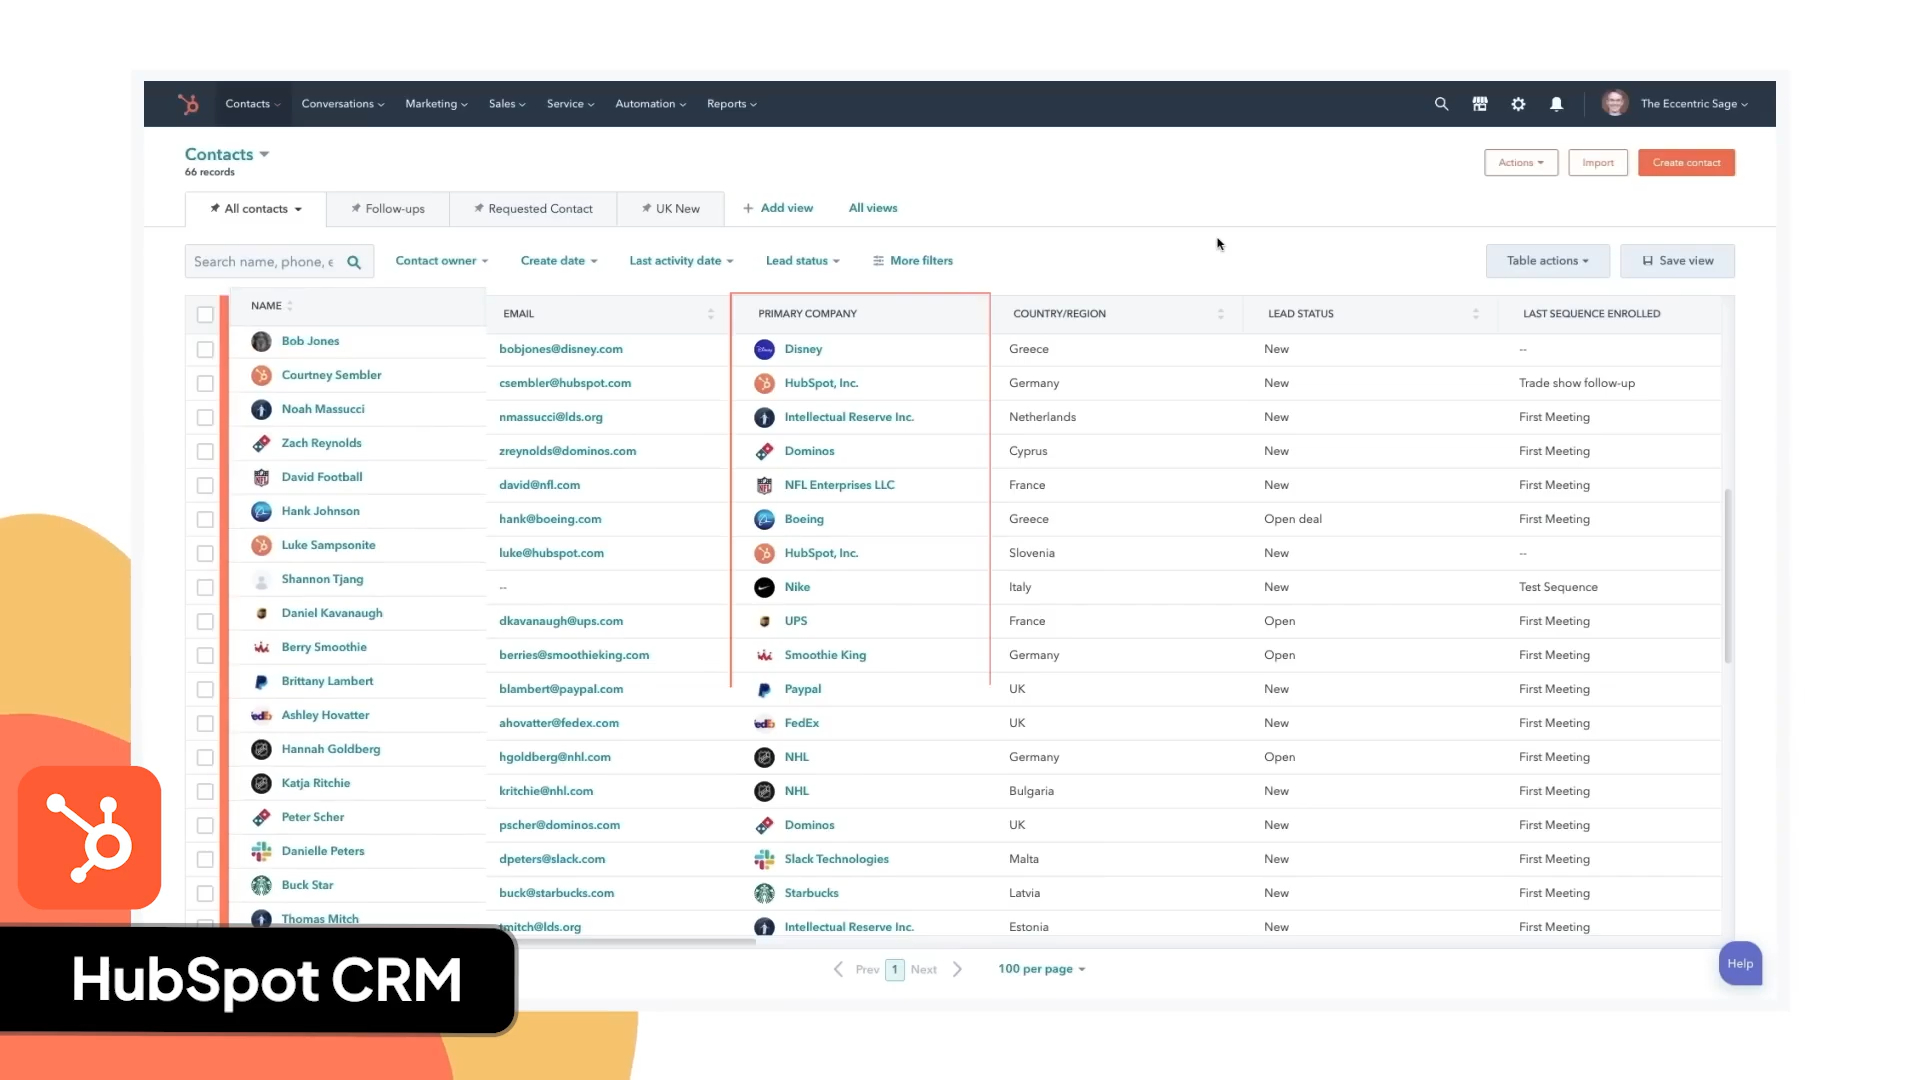 Contacts Conversations Marketing Sales Service Automation Reports The Eccentric Sage
Contacts
66 records
Actions Import Create contact
All contacts Follow-ups Requested Contact UK New + Add view All views
Search name, phone, e Contact owner Create date Last activity date Lead status More filters Table actions Save view
NAME EMAIL PRIMARY COMPANY COUNTRY/REGION LEAD STATUS LAST SEQUENCE ENROLLED
Bob Jones bobjones@disney.com Disney Greece New --
Courtney Sembler csembler@hubspot.com HubSpot, Inc. Germany New Trade show follow-up
Noah Massucci nmassucci@lds.org Intellectual Reserve Inc. Netherlands New First Meeting
Zach Reynolds zreynolds@dominos.com Dominos Cyprus New First Meeting
David Football david@nfl.com NFL Enterprises LLC France New First Meeting
Hank Johnson hank@boeing.com Boeing Greece Open deal First Meeting
Luke Sampsonite luke@hubspot.com HubSpot, Inc. Slovenia New --
Shannon Tjang -- Nike Italy New Test Sequence
Daniel Kavanaugh dkavanaugh@ups.com UPS France Open First Meeting
Berry Smoothie berries@smoothieking.com Smoothie King Germany Open First Meeting
Brittany Lambert blambert@paypal.com Paypal UK New First Meeting
Ashley Hovatter ahovatter@fedex.com FedEx UK New First Meeting
Hannah Goldberg hgoldberg@nhl.com NHL Germany Open First Meeting
Katja Ritchie kritchie@nhl.com NHL Bulgaria New First Meeting
Peter Scher pscher@dominos.com Dominos UK New First Meeting
Danielle Peters dpeters@slack.com Slack Technologies Malta New First Meeting
Buck Star buck@starbucks.com Starbucks Latvia New First Meeting
Thomas Mitch tmitch@lds.org Intellectual Reserve Inc. Estonia New First Meeting
Prev 1 Next 100 per page
Help
HubSpot CRM